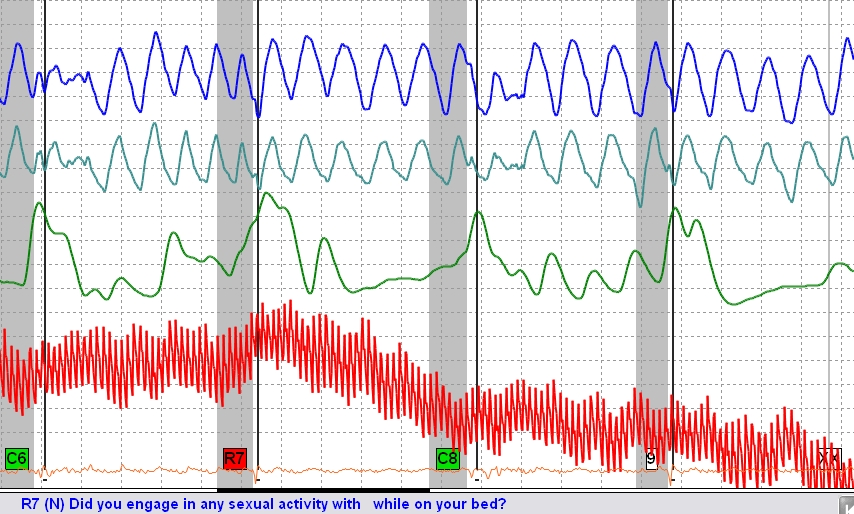 C6 R7 C8 9 XX
R7 (N) Did you engage in any sexual activity with while on your bed?